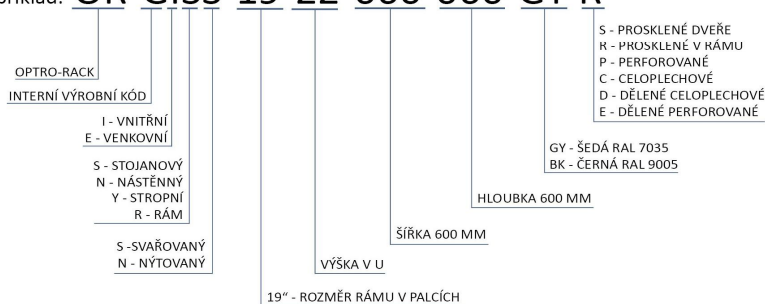 S - PROSKLENÉ DVEŘE
R - PROSKLENÉ V RÁMU
P - PERFOROVANÉ
C - CELOPLECHOVÉ
D - DĚLENÉ CELOPLECHOVÉ
E - DĚLENÉ PERFOROVANÉ
OPTRO-RACK
INTERNÍ VÝROBNÍ KÓD
I - VNITŘNÍ
E - VENKOVNÍ
GY - ŠEDÁ RAL 7035
BK - ČERNÁ RAL 9005
S - STOJANOVÝ
N - NÁSTĚNNÝ
Y - STROPNÍ
R - RÁM
HLOUBKA 600 MM
ŠÍŘKA 600 MM
S -SVAŘOVANÝ
N - NÝTOVANÝ
VÝŠKA V U
19“ - ROZMĚR RÁMU V PALCÍCH